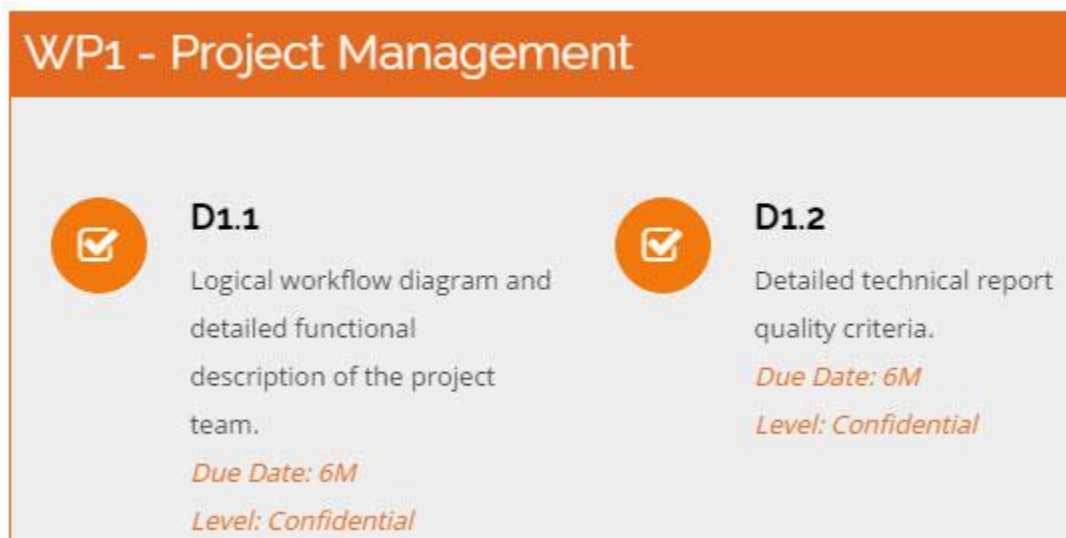 WP1 - Project Management
D1.1
Logical workflow diagram and
detailed functional
description of the project
team.
Due Date: 6M
Level: Confidential
D1.2
Detailed technical report
quality criteria.
Due Date: 6M
Level: Confidential